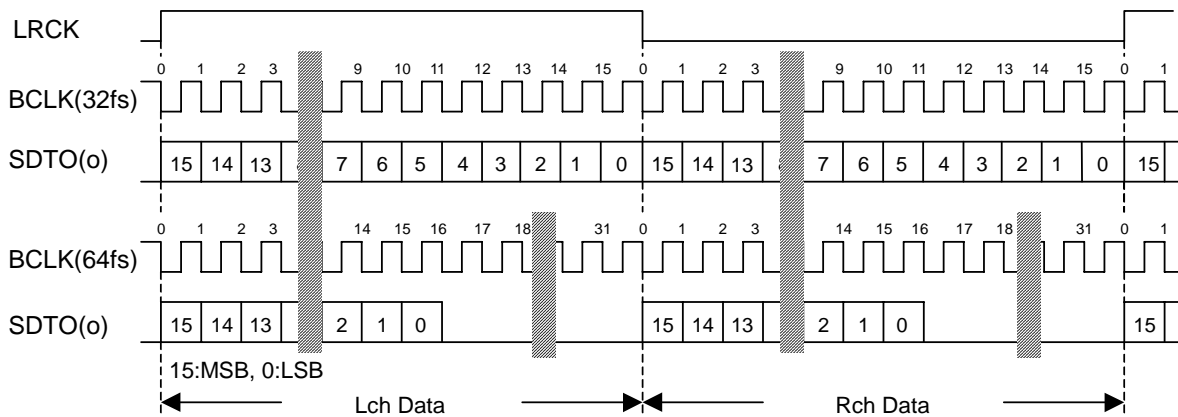 LRCK
0 1 2 3 9 10 11 12 13 14 15 0 1 2 3 9 10 11 12 13 14 15 0 1
BCLK(32fs)
SDTO(o) 15 14 13 7 6 5 4 3 2 1 0 15 14 13 7 6 5 4 3 2 1 0 15
0 1 2 3 14 15 16 17 18 31 0 1 2 3 14 15 16 17 18 31 0 1
BCLK(64fs)
SDTO(o) 15 14 13 2 1 0 15 14 13 2 1 0 15
15:MSB, 0:LSB
Lch Data Rch Data